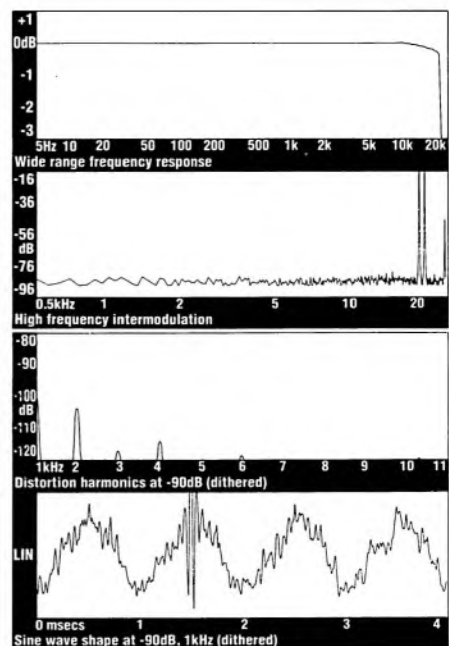 +1
0dB
-1
-2
-3
5Hz 10 20 50 100 200 500 1k 2k 5k 10k 20k
Wide range frequency response
-16
-36
-56
dB
-76
-96
0.5kHz 1 2 5 10 20
High frequency intermodulation
-80
-90
-100
dB
-110
-120
1kHz 2 3 4 5 6 7 8 9 10 11
Distortion harmonics at -90dB (dithered)
LIN
0 msecs 1 2 3 4
Sine wave shape at -90dB, 1kHz (dithered)